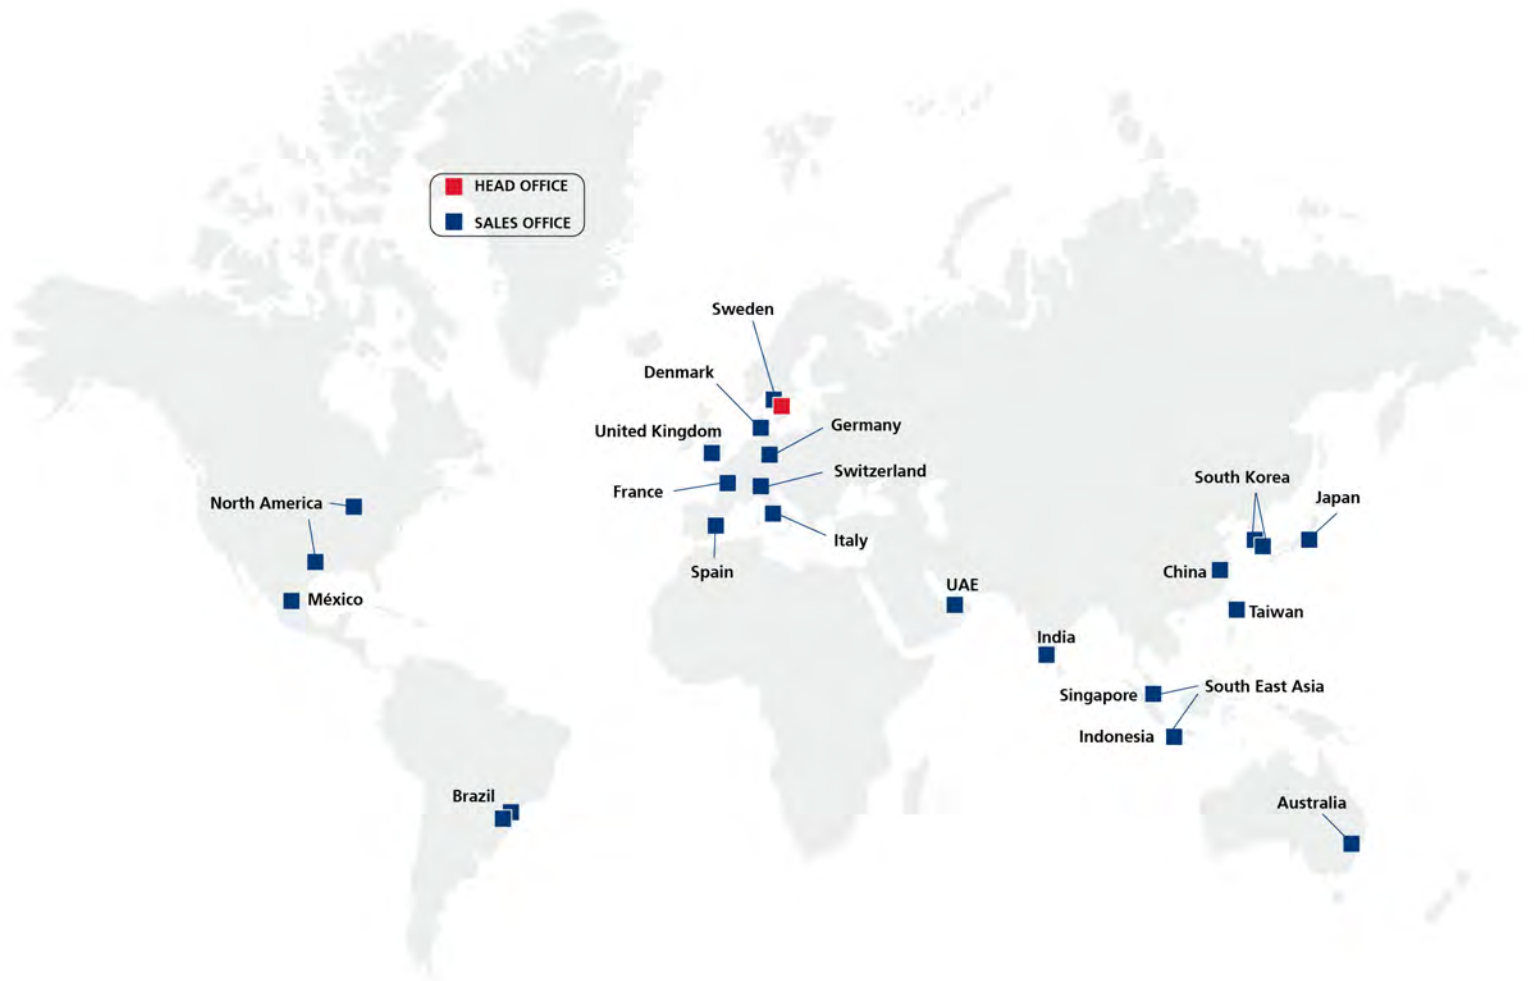 HEAD OFFICE
SALES OFFICE
Sweden
Denmark
Germany
United Kingdom
Switzerland
France
Italy
Spain
North America
México
South Korea
Japan
China
UAE
Taiwan
India
Singapore
South East Asia
Indonesia
Brazil
Australia